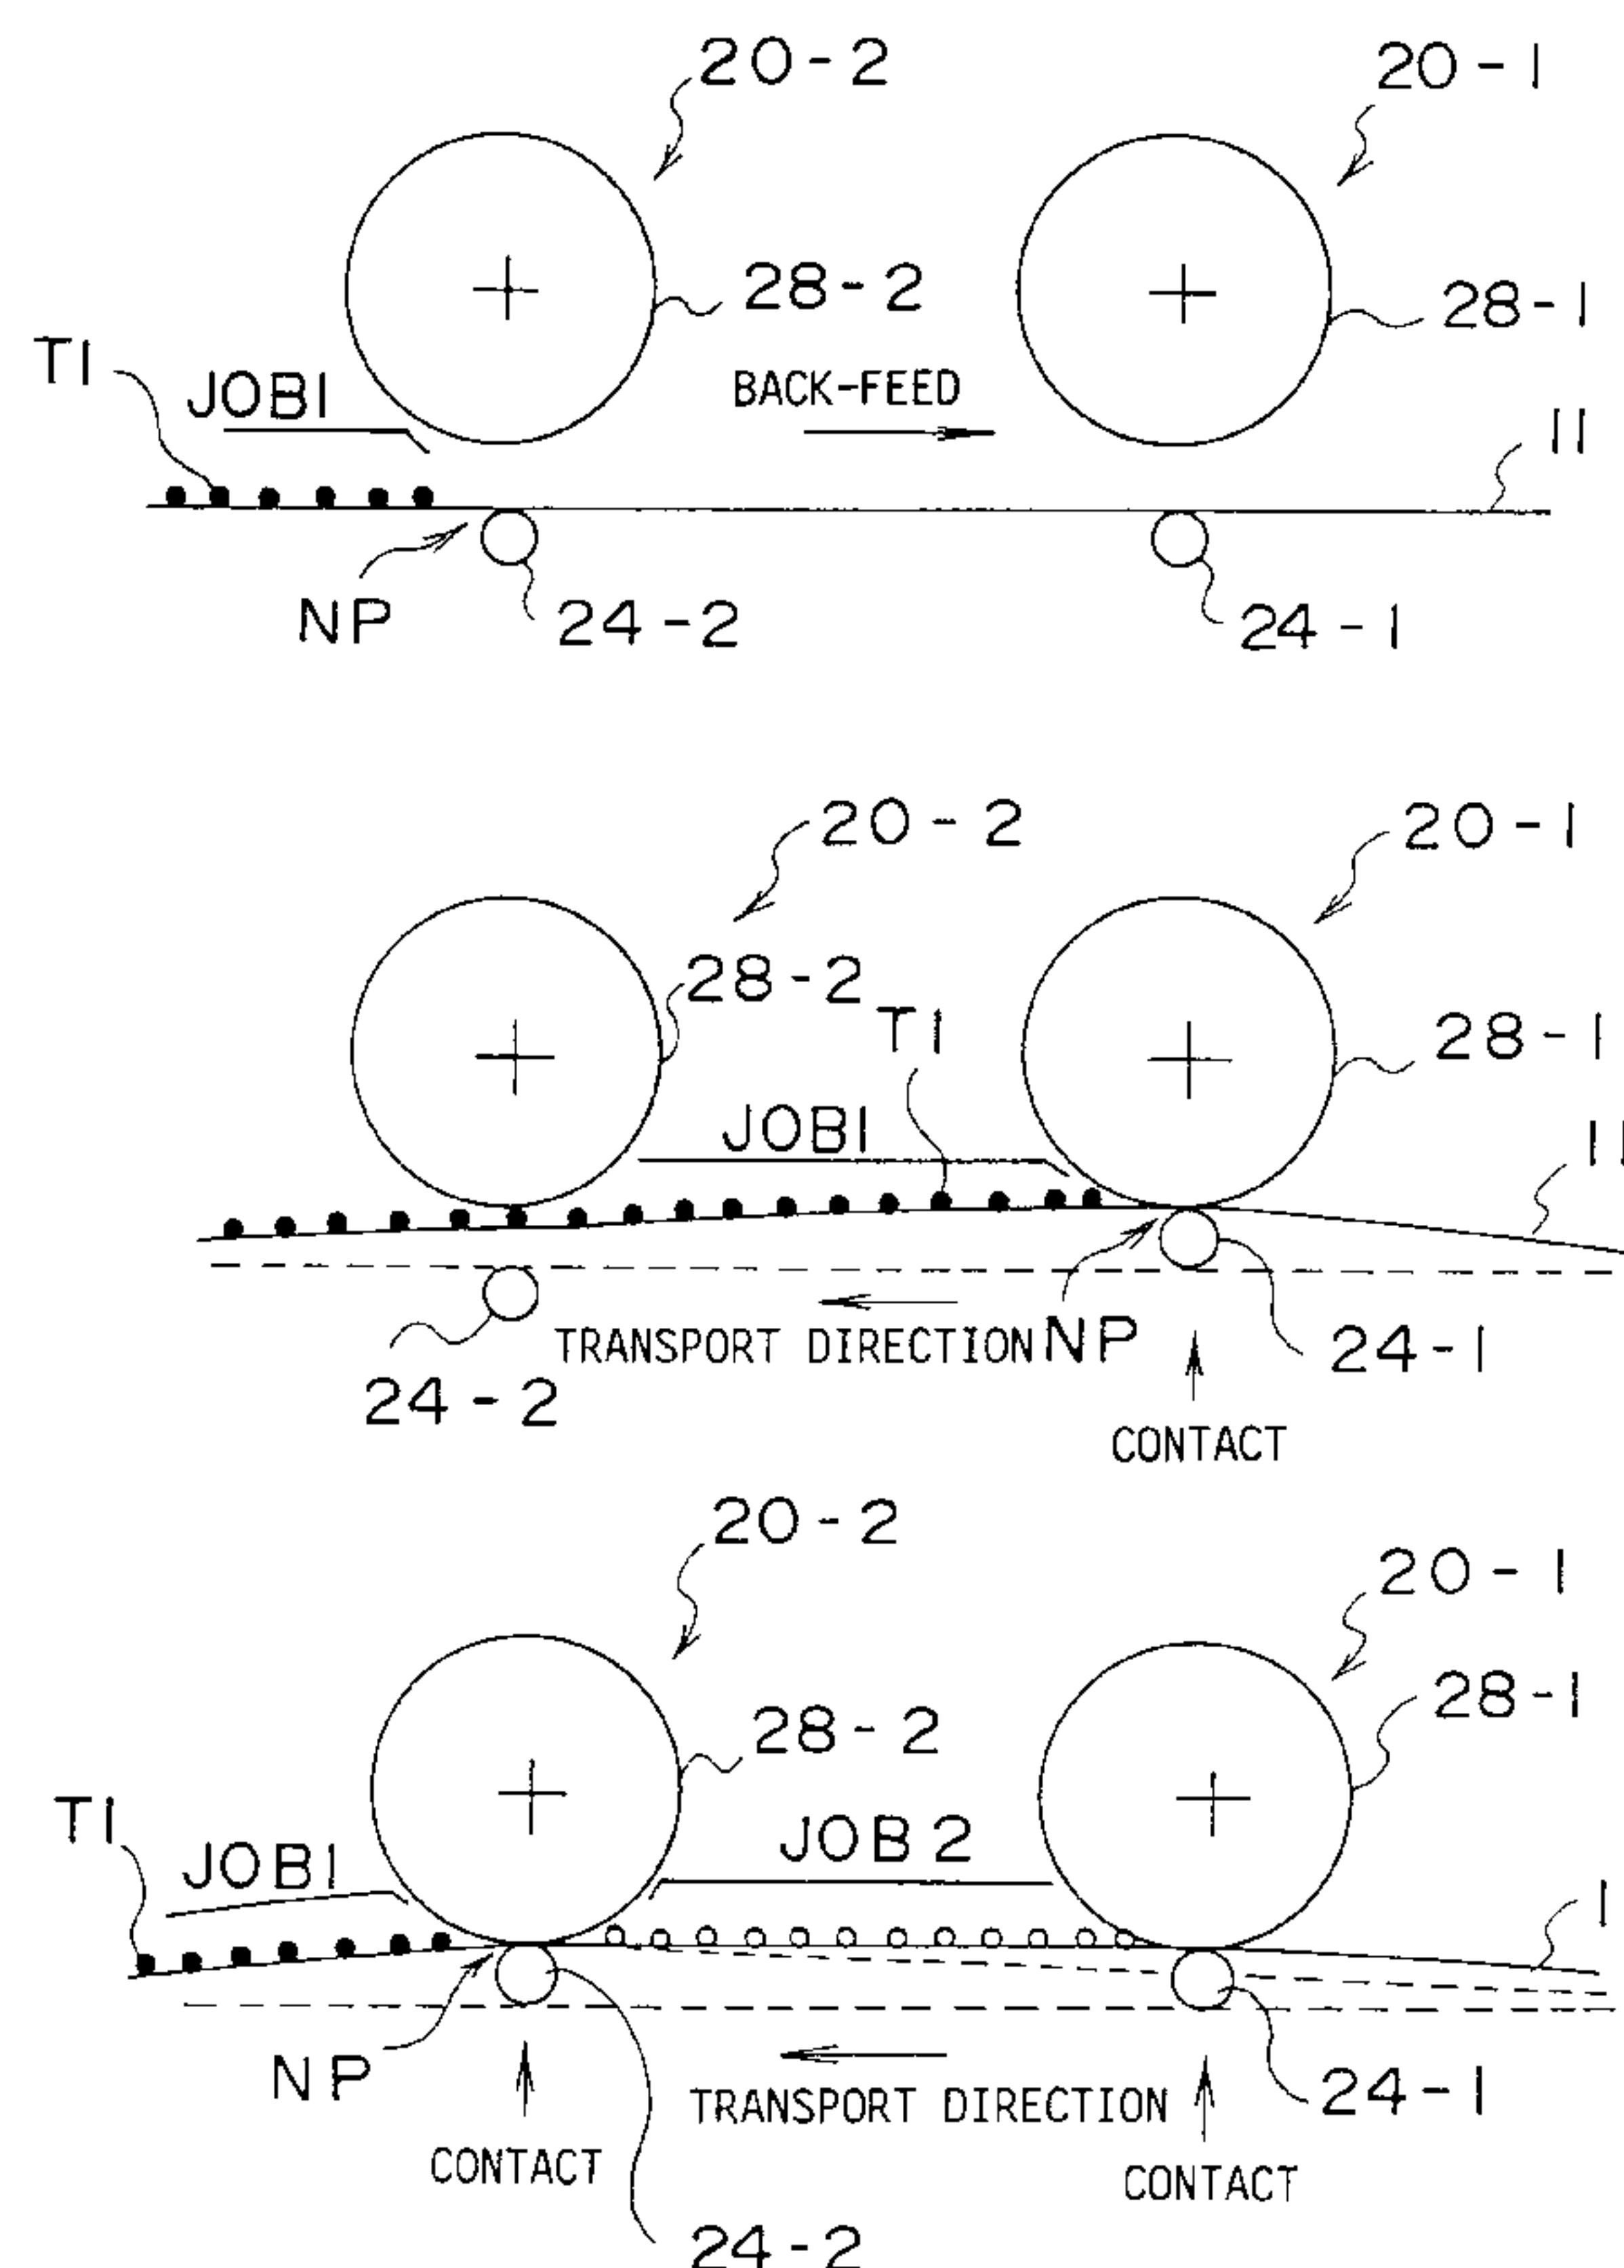 20-2
20-1
28-2
28-1
T1
JOB1
BACK-FEED
11
NP
24-2
24-1
20-2
20-1
28-2
T1
28-1
JOB1
11
TRANSPORT DIRECTION
NP
24-1
24-2
CONTACT
20-2
20-1
28-1
28-2
T1
JOB1
JOB2
1
NP
TRANSPORT DIRECTION
24-1
CONTACT
CONTACT
24-2